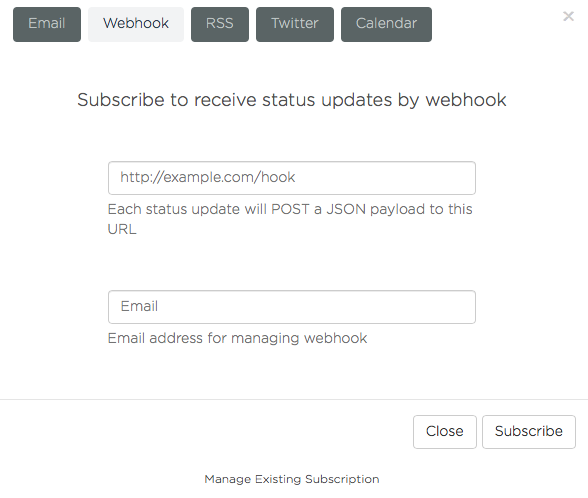 Email Webhook RSS Twitter Calendar ×
Subscribe to receive status updates by webhook
http://example.com/hook
Each status update will POST a JSON payload to this
URL
Email
Email address for managing webhook
Close Subscribe
Manage Existing Subscription